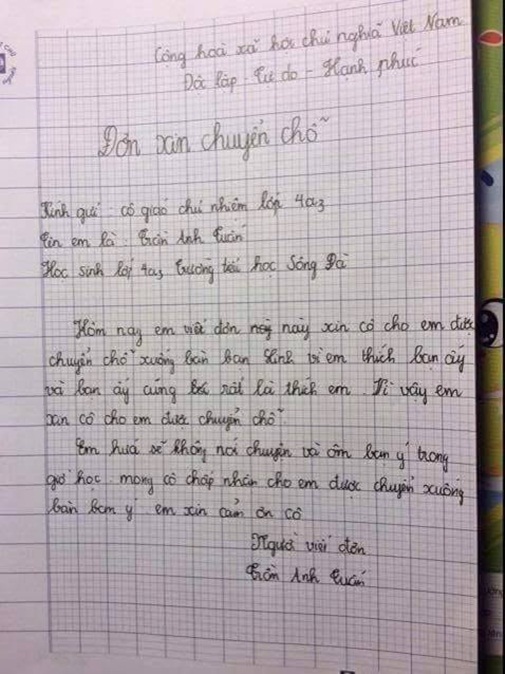 Cộng hoà xã hội chủ nghĩa Việt Nam
Độc lập - Tự do - Hạnh phúc
Đơn xin chuyển chỗ
Kính gửi cô giáo chủ nhiệm lớp 4a3
Tên em là : Trần Anh Tuấn
Học sinh lớp 4a3 trường tiểu học Sông Đà
Hôm nay em viết đơn này xin cô cho em được
chuyển chỗ xuống bàn bạn Linh vì em thích bạn ấy
và bạn ấy cũng rất là thích em. Vì vậy em
xin cô cho em được chuyển chỗ.
Em hứa sẽ không nói chuyện và ôm bạn ý trong
giờ học mong cô chấp nhận cho em được chuyển xuống
bàn bạn ý em xin cảm ơn cô
Người viết đơn
Trần Anh Tuấn